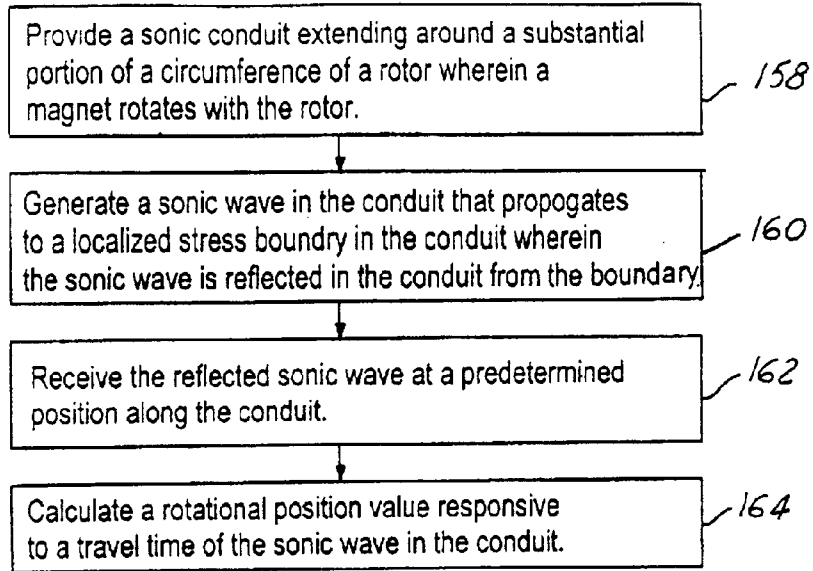 Provide a sonic conduit extending around a substantial
portion of a circumference of a rotor wherein a
magnet rotates with the rotor.
158
Generate a sonic wave in the conduit that propogates
to a localized stress boundry in the conduit wherein
the sonic wave is reflected in the conduit from the boundary.
160
Receive the reflected sonic wave at a predetermined
position along the conduit.
162
Calculate a rotational position value responsive
to a travel time of the sonic wave in the conduit.
164